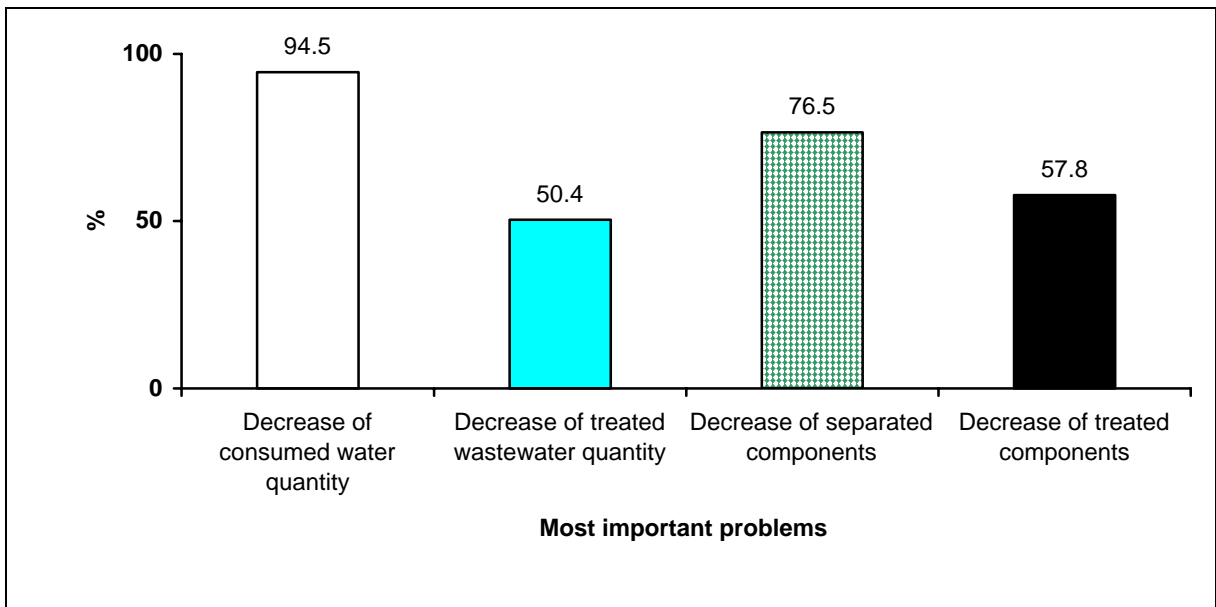 100
94.5
76.5
57.8
50.4
50
%
0
Decrease of
consumed water
quantity
Decrease of treated
wastewater quantity
Decrease of separated
components
Decrease of treated
components
Most important problems